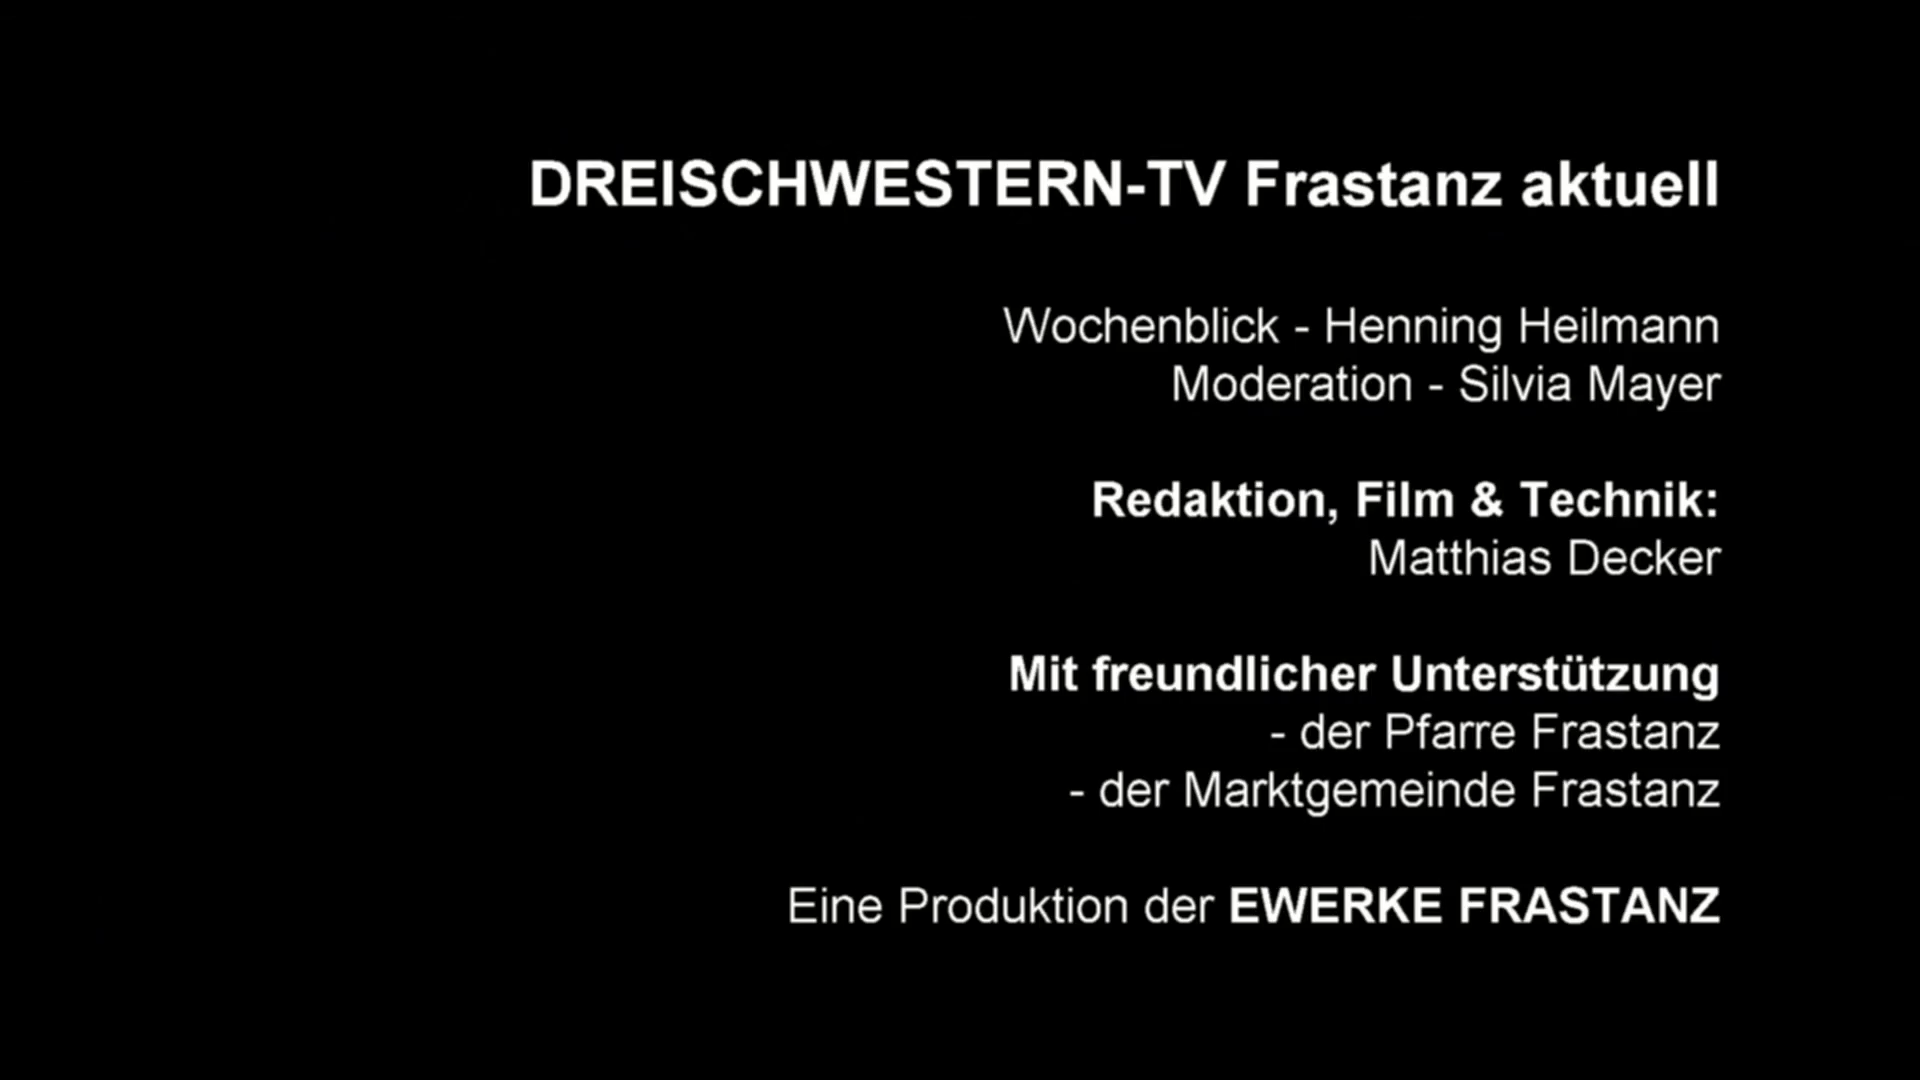 DREISCHWESTERN-TV Frastanz aktuell
Wochenblick - Henning Heilmann
Moderation - Silvia Mayer
Redaktion, Film & Technik:
Matthias Decker
Mit freundlicher Unterstützung
- der Pfarre Frastanz
- der Marktgemeinde Frastanz
Eine Produktion der EWERKE FRASTANZ